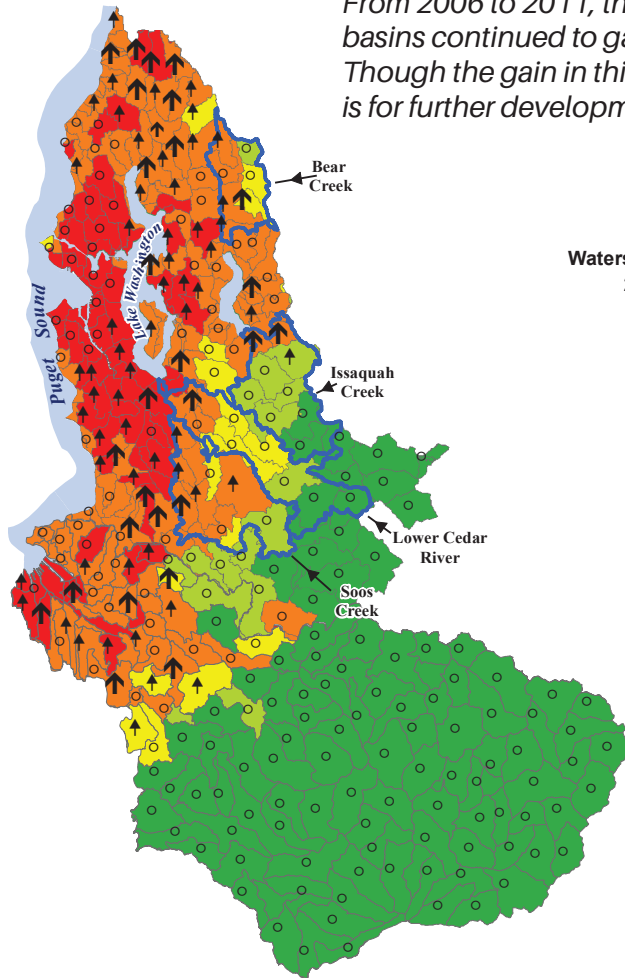 From 2006 to 2011, th
basins continued to ga
Though the gain in thi
is for further developm
Bear
Creek
Waters
Lake Washington
Puget Sound
Issaquah
Creek
Lower Cedar
River
Soos
Creek